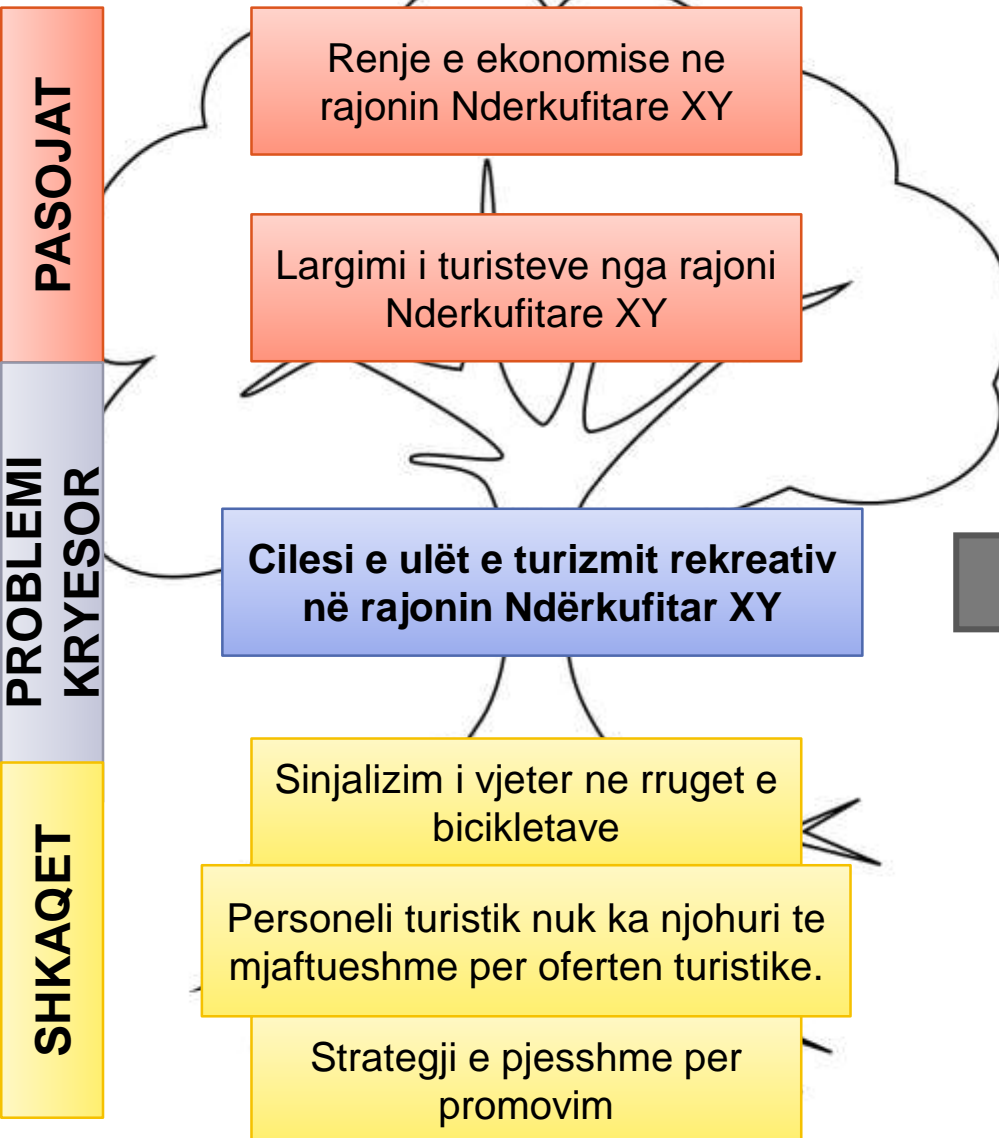 PASOJAT
Renje e ekonomise ne
rajonin Nderkufitare XY
Largimi i turisteve nga rajoni
Nderkufitare XY
PROBLEMI
KRYESOR
Cilesi e ulët e turizmit rekreativ
në rajonin Ndërkufitar XY
SHKAQET
Sinjalizim i vjeter ne rruget e
bicikletave
Personeli turistik nuk ka njohuri te
mjaftueshme per oferten turistike.
Strategji e pjesshme per
promovim